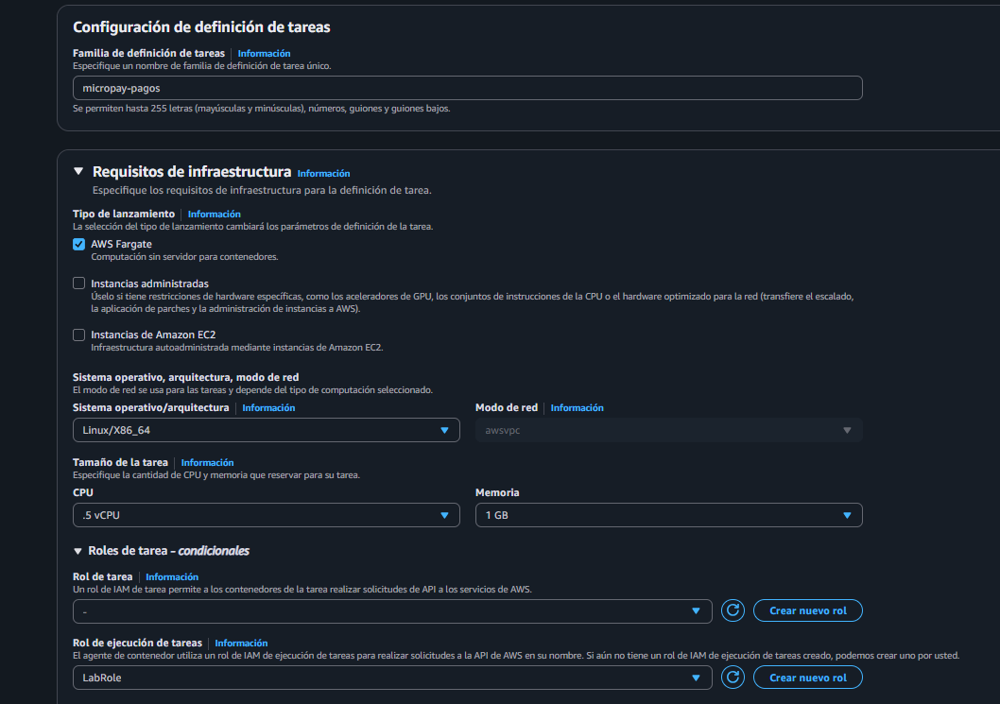 Configuración de definición de tareas
Familia de definición de tareas Información
Especifique un nombre de familia de definición de tarea único.
micropay-pagos
Se permiten hasta 255 letras (mayúsculas y minúsculas), números, guiones y guiones bajos.
Requisitos de infraestructura Información
Especifique los requisitos de infraestructura para la definición de tarea.
Tipo de lanzamiento Información
La selección del tipo de lanzamiento cambiará los parámetros de definición de la tarea.
AWS Fargate
Computación sin servidor para contenedores.
Instancias administradas
Úselo si tiene restricciones de hardware específicas, como los aceleradores de GPU, los conjuntos de instrucciones de la CPU o el hardware optimizado para la red (transfiere el escalado,
la aplicación de parches y la administración de instancias a AWS).
Instancias de Amazon EC2
Infraestructura autoadministrada mediante instancias de Amazon EC2.
Sistema operativo, arquitectura, modo de red
El modo de red se usa para las tareas y depende del tipo de computación seleccionado.
Sistema operativo/arquitectura Información Modo de red Información
Linux/X86_64 awsvpc
Tamaño de la tarea Información
Especifique la cantidad de CPU y memoria que reservar para su tarea.
CPU Memoria
.5 vCPU 1 GB
Roles de tarea – condicionales
Rol de tarea Información
Un rol de IAM de tarea permite a los contenedores de la tarea realizar solicitudes de API a los servicios de AWS.
- Crear nuevo rol
Rol de ejecución de tareas Información
El agente de contenedor utiliza un rol de IAM de ejecución de tareas para realizar solicitudes a la API de AWS en su nombre. Si aún no tiene un rol de IAM de ejecución de tareas creado, podemos crear uno por usted.
LabRole Crear nuevo rol